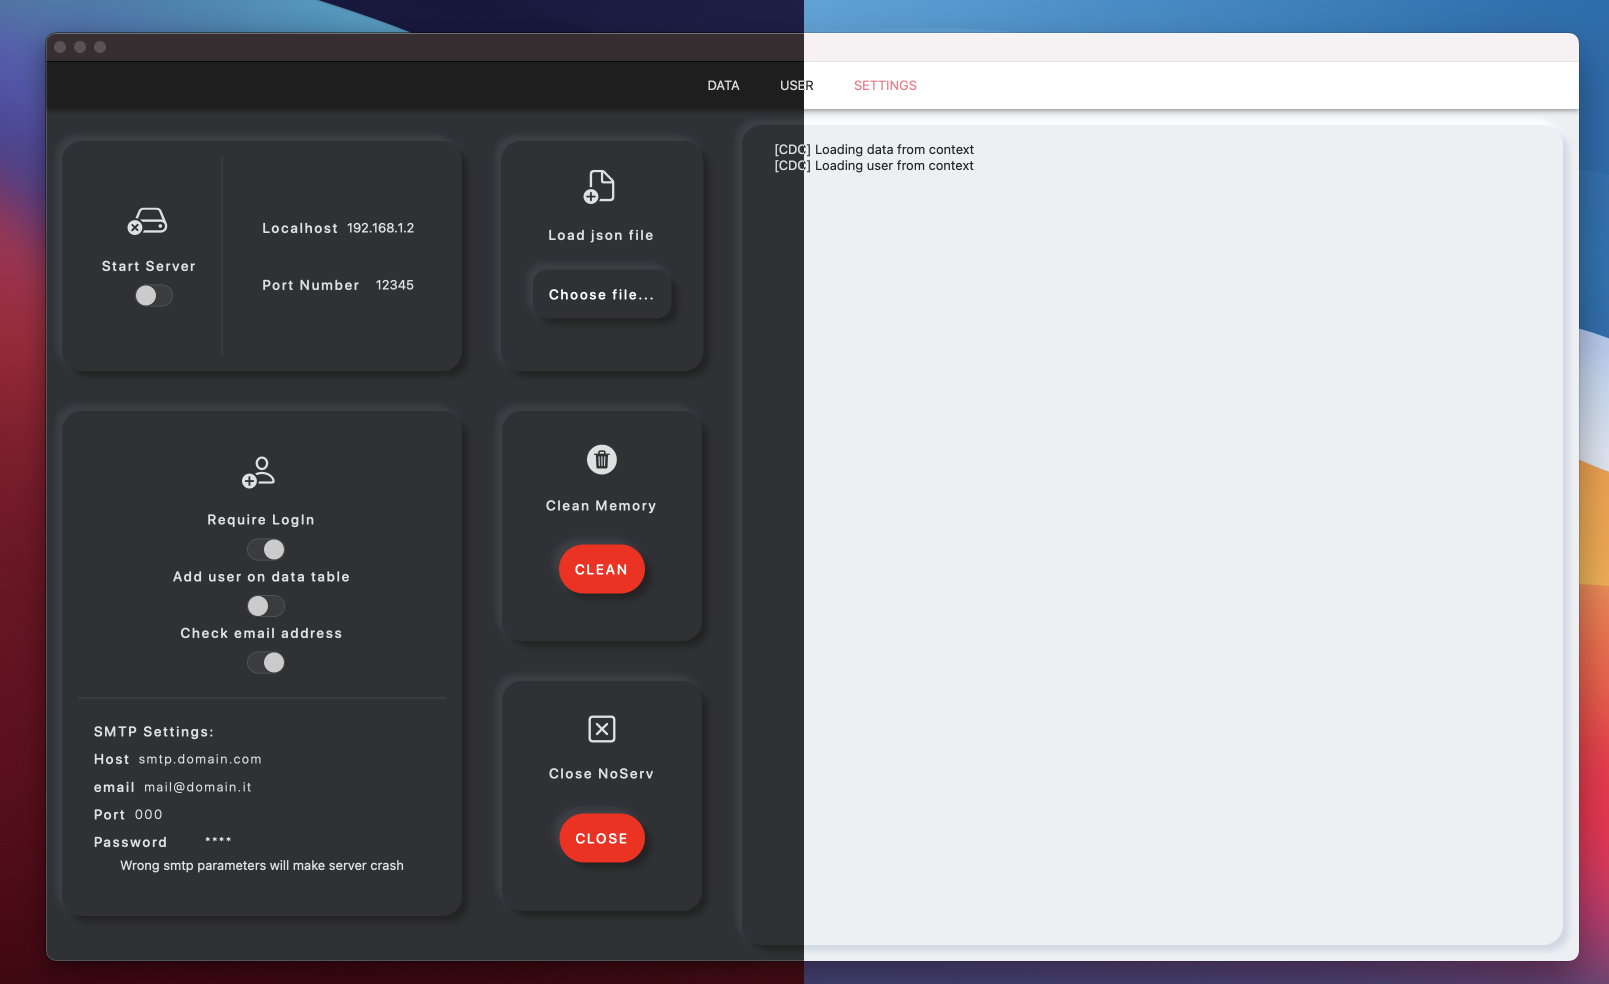 DATA USER SETTINGS
Start Server
Localhost 192.168.1.2
Port Number 12345
Load json file
Choose file...
[CDC] Loading data from context
[CDC] Loading user from context
Require LogIn
Add user on data table
Check email address
SMTP Settings:
Host smtp.domain.com
email mail@domain.it
Port 000
Password ****
Wrong smtp parameters will make server crash
Clean Memory
CLEAN
Close NoServ
CLOSE